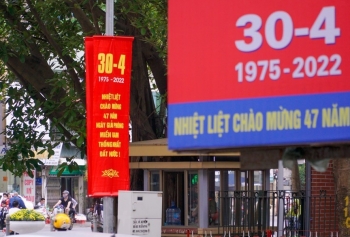 30-4
1975-2022
NHIỆT LIỆT
CHÀO MỪNG
47 NĂM
NGÀY GIẢI PHÓNG
MIỀN NAM
THỐNG NHẤT
ĐẤT NƯỚC !
30-4
1975-2022
NHIỆT LIỆT CHÀO MỪNG 47 NĂM